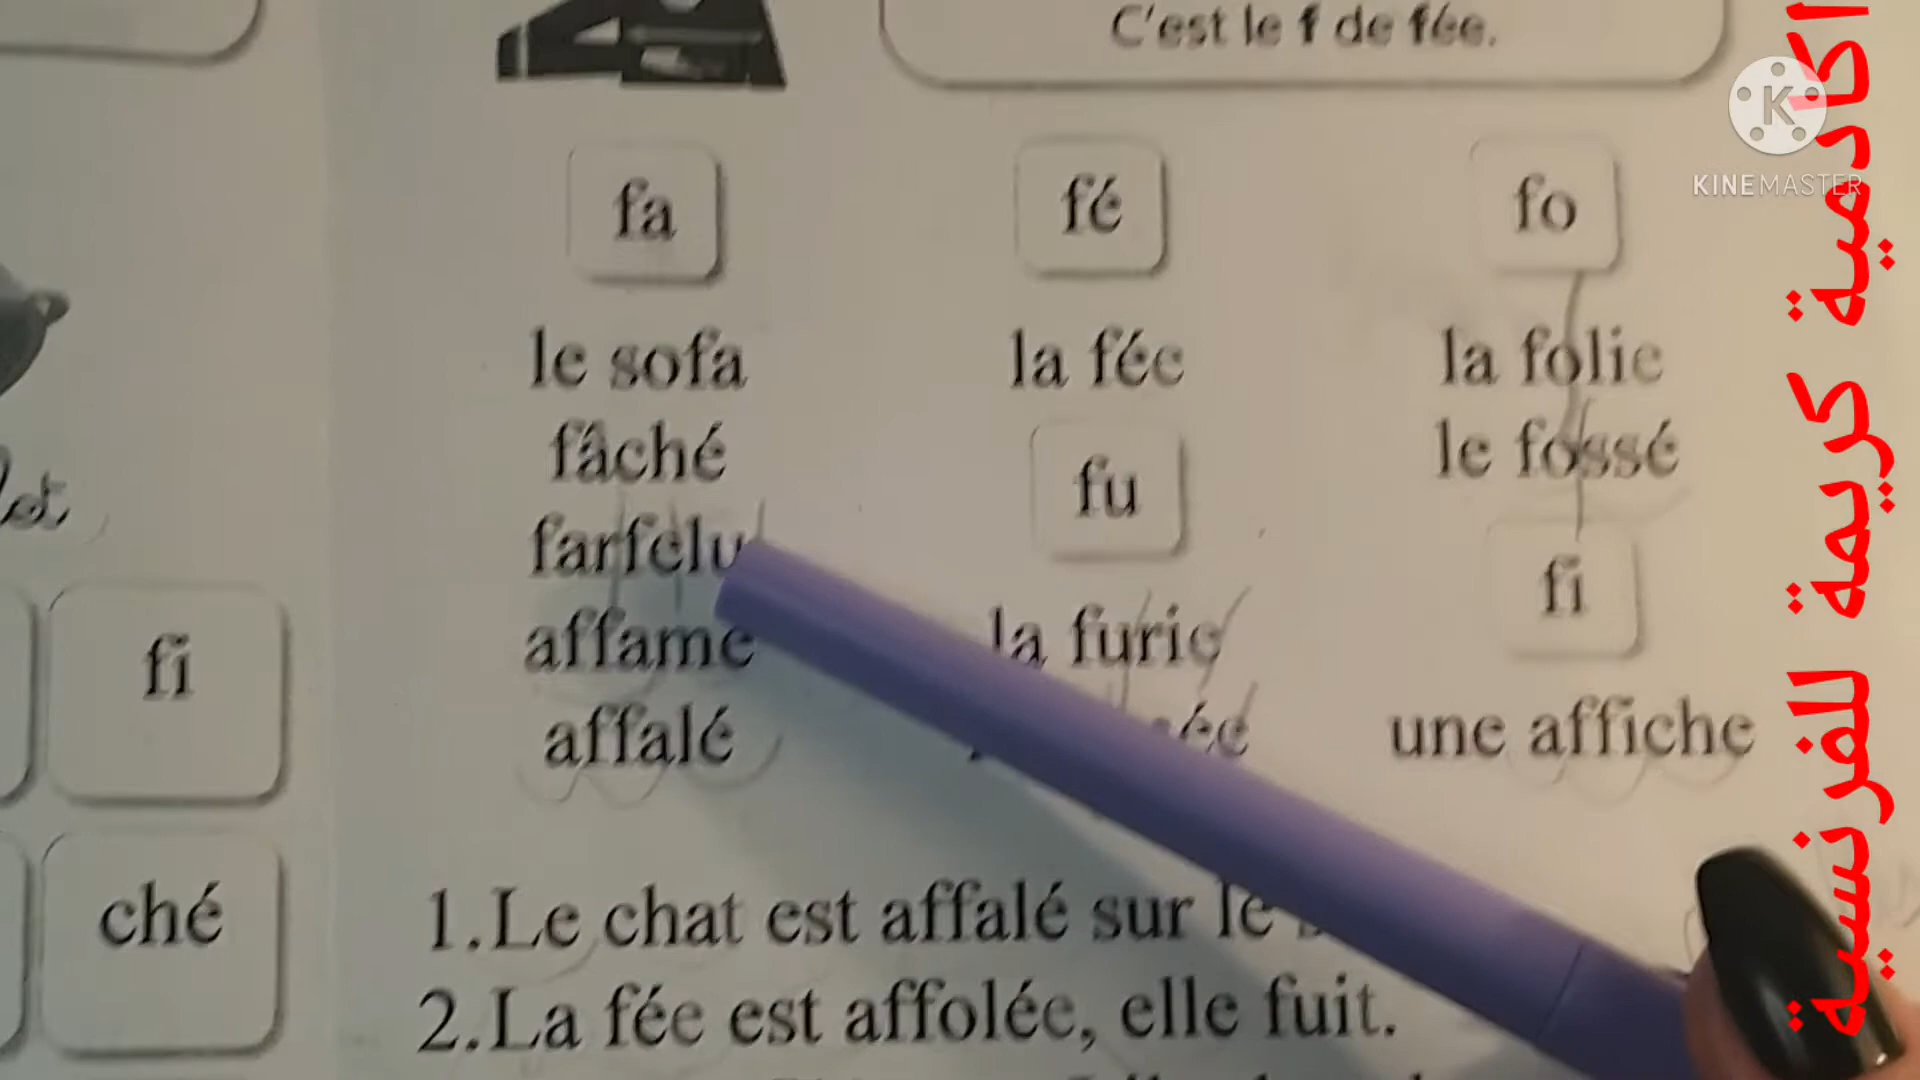 C'est le f de fée.
fa
fé
fo
le sofa
la fée
la folie
fâché
fu
le fossé
farfelu
fi
affamé
la furie
affalé
une affiche
fi
ché
1.Le chat est affalé sur le
2.La fée est affolée, elle fuit.
KINEMASTER
أكادمية كريمة للفرنسية